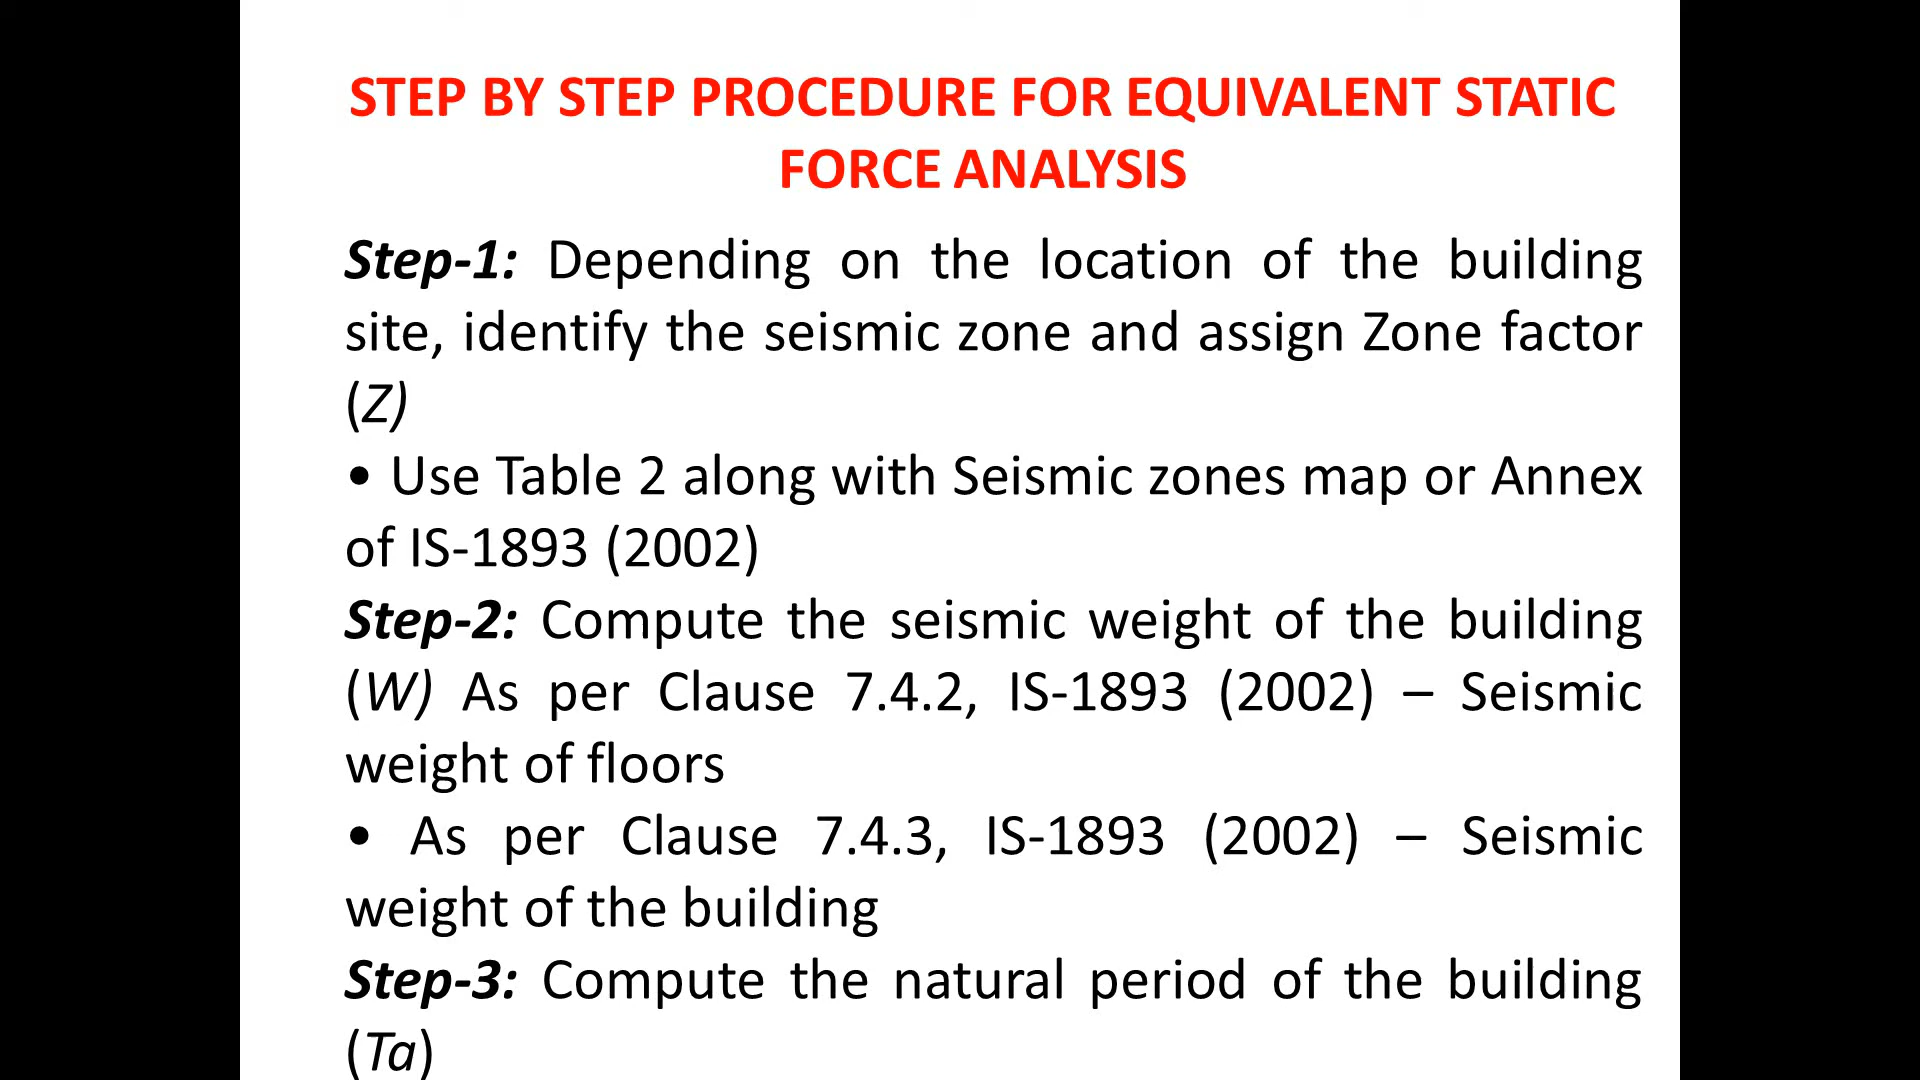 STEP BY STEP PROCEDURE FOR EQUIVALENT STATIC
FORCE ANALYSIS
Step-1: Depending on the location of the building
site, identify the seismic zone and assign Zone factor
(Z)
• Use Table 2 along with Seismic zones map or Annex
of IS-1893 (2002)
Step-2: Compute the seismic weight of the building
(W) As per Clause 7.4.2, IS-1893 (2002) – Seismic
weight of floors
• As per Clause 7.4.3, IS-1893 (2002) – Seismic
weight of the building
Step-3: Compute the natural period of the building
(Ta)